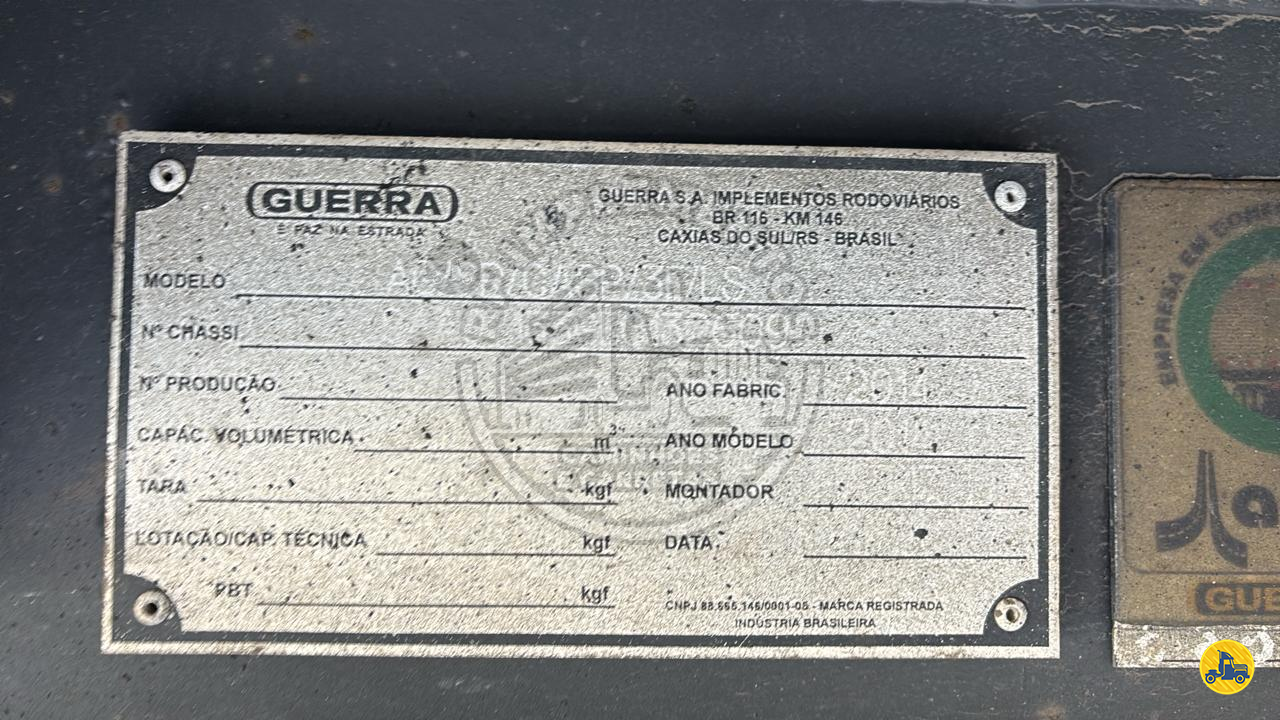 GUERRA
É FAZ NA ESTRADA
GUERRA S.A. IMPLEMENTOS RODOVIÁRIOS
BR 116 - KM 146
CAXIAS DO SUL/RS - BRASIL
MODELO
Nº CHASSI
Nº PRODUÇÃO
ANO FABRIC.
CAPAC. VOLUMÉTRICA m³
ANO MODELO
TARA kgf
MONTADOR
LOTAÇÃO/CAP. TÉCNICA kgf
DATA
PBT kgf
CNPJ 88.665.146/0001-05 - MARCA REGISTRADA
INDÚSTRIA BRASILEIRA
EMPRESA EM
GUE